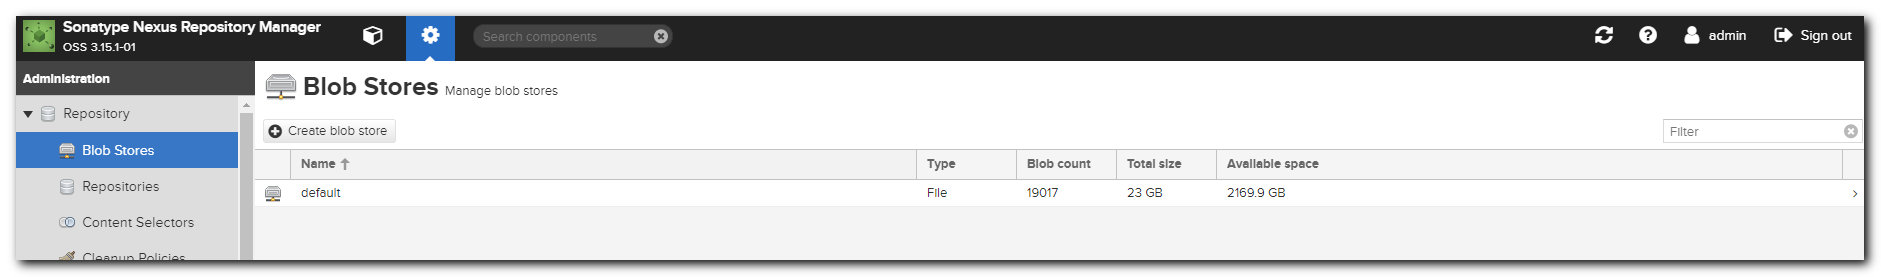 Sonatype Nexus Repository Manager
OSS 3.15.1-01
Search components
admin
Sign out
Administration
Repository
Blob Stores
Repositories
Content Selectors
Cleanup Policies
Blob Stores Manage blob stores
Create blob store
Filter
Name Type Blob count Total size Available space
default File 19017 23 GB 2169.9 GB